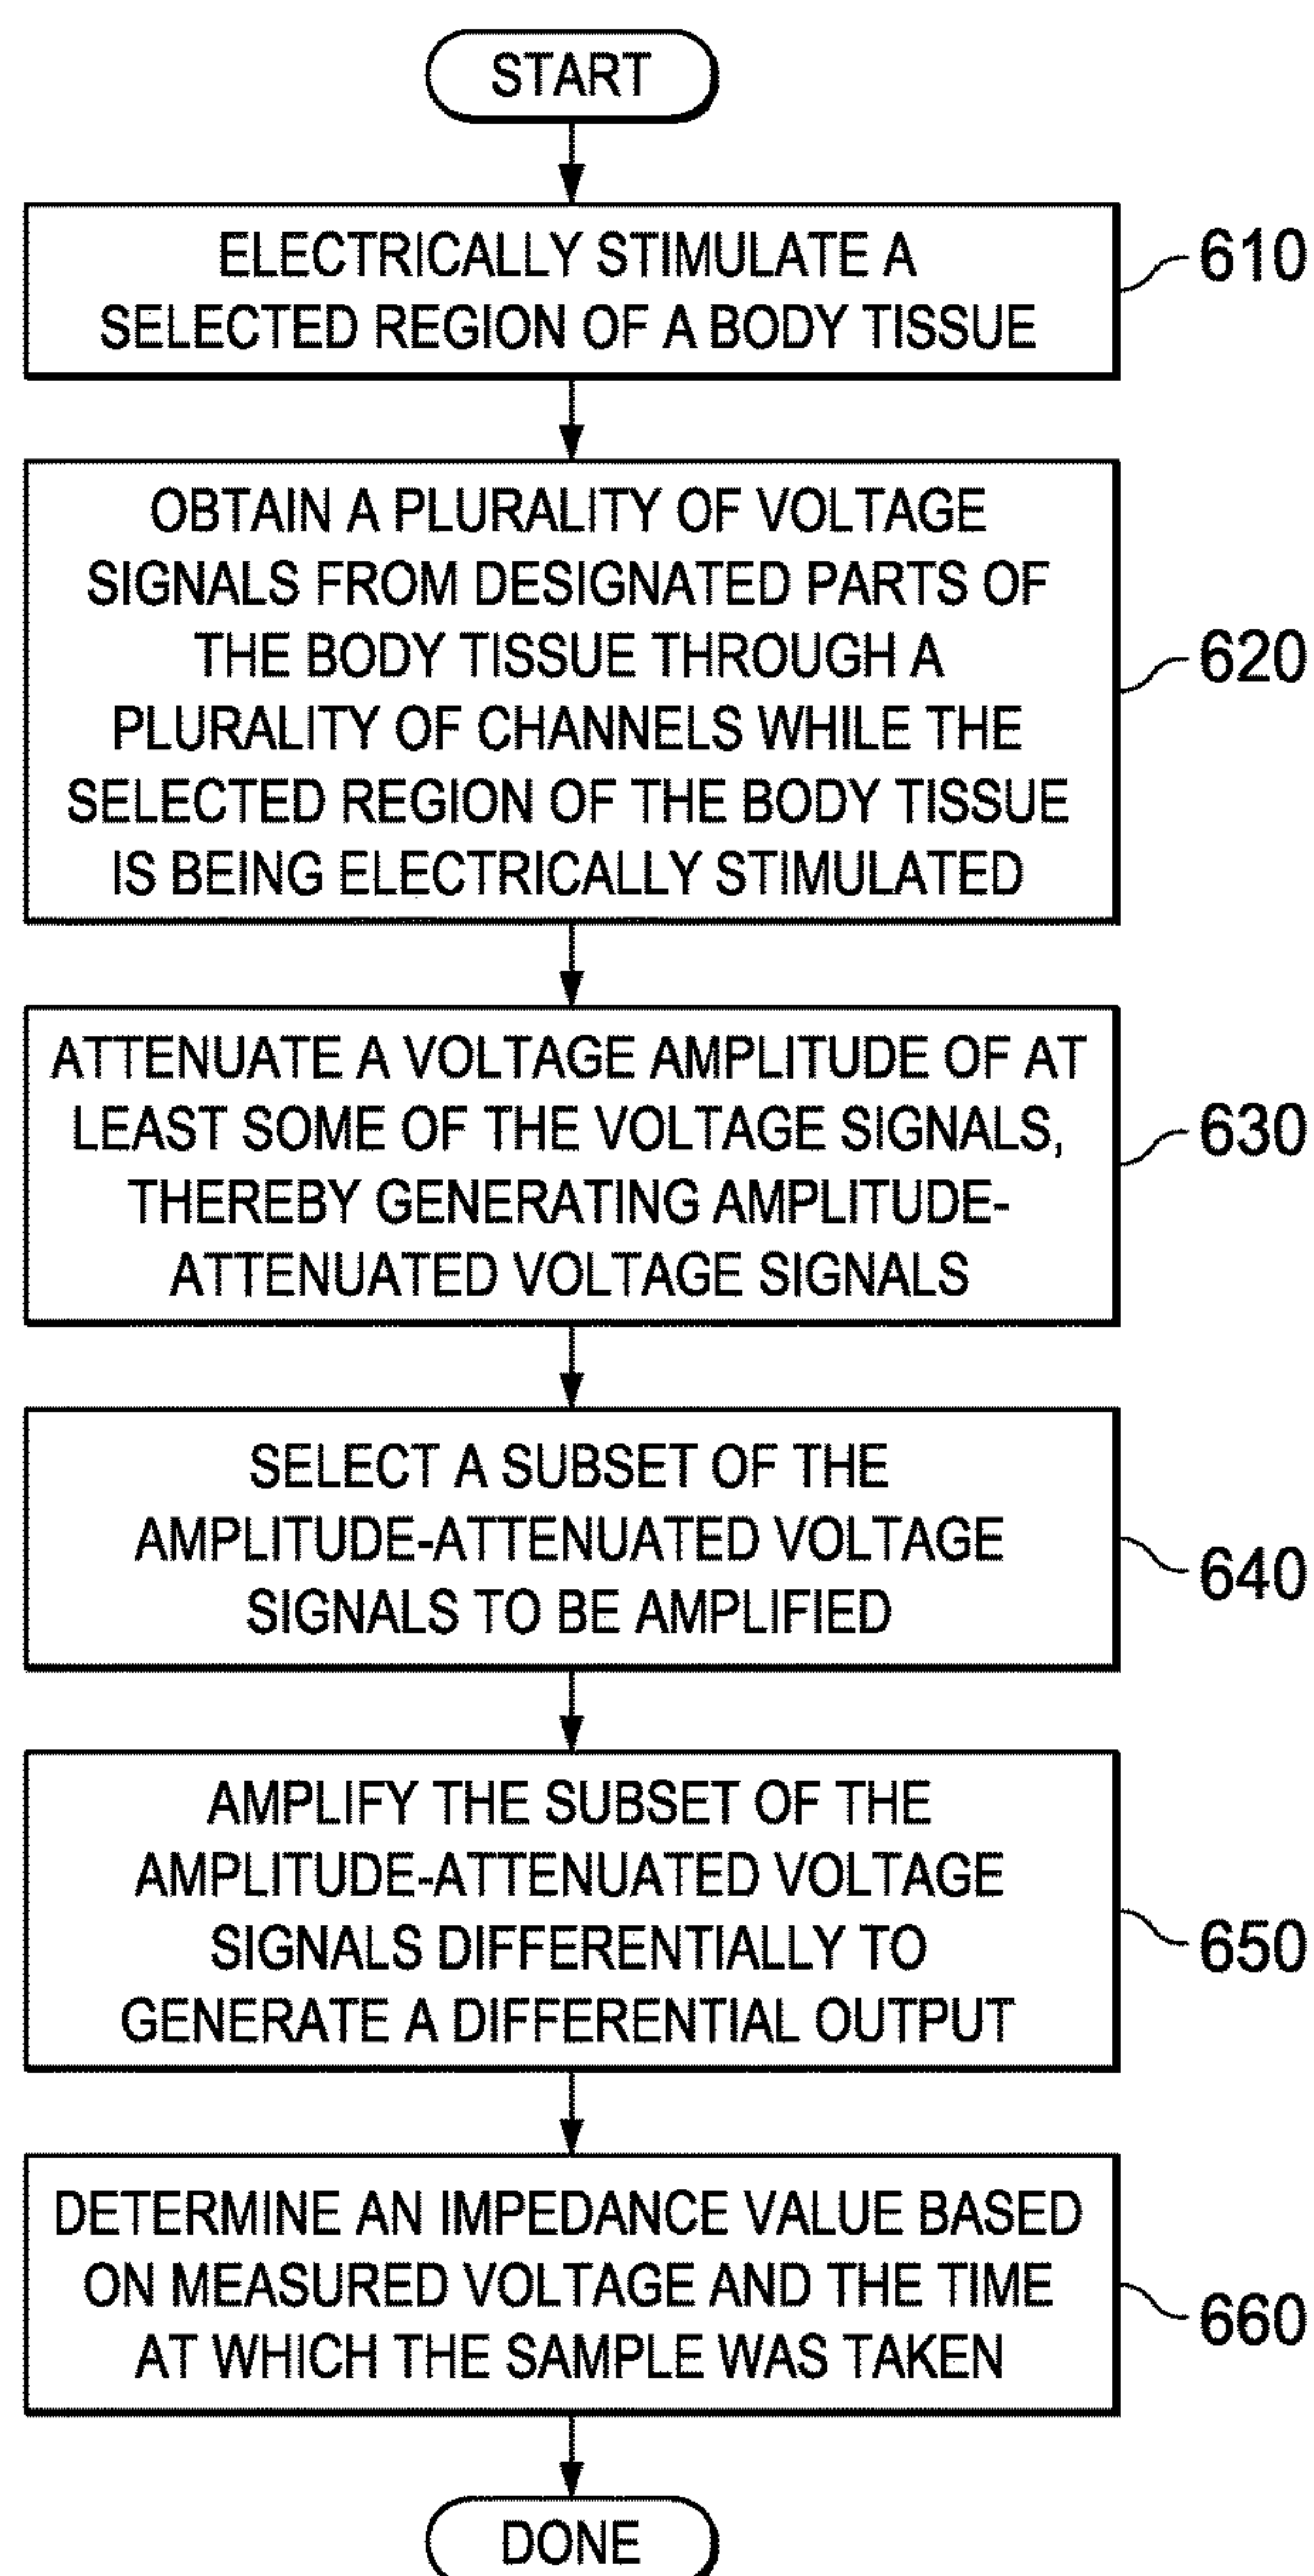 START
ELECTRICALLY STIMULATE A
SELECTED REGION OF A BODY TISSUE
610
OBTAIN A PLURALITY OF VOLTAGE
SIGNALS FROM DESIGNATED PARTS OF
THE BODY TISSUE THROUGH A
PLURALITY OF CHANNELS WHILE THE
SELECTED REGION OF THE BODY TISSUE
IS BEING ELECTRICALLY STIMULATED
620
ATTENUATE A VOLTAGE AMPLITUDE OF AT
LEAST SOME OF THE VOLTAGE SIGNALS,
THEREBY GENERATING AMPLITUDE-
ATTENUATED VOLTAGE SIGNALS
630
SELECT A SUBSET OF THE
AMPLITUDE-ATTENUATED VOLTAGE
SIGNALS TO BE AMPLIFIED
640
AMPLIFY THE SUBSET OF THE
AMPLITUDE-ATTENUATED VOLTAGE
SIGNALS DIFFERENTIALLY TO
GENERATE A DIFFERENTIAL OUTPUT
650
DETERMINE AN IMPEDANCE VALUE BASED
ON MEASURED VOLTAGE AND THE TIME
AT WHICH THE SAMPLE WAS TAKEN
660
DONE